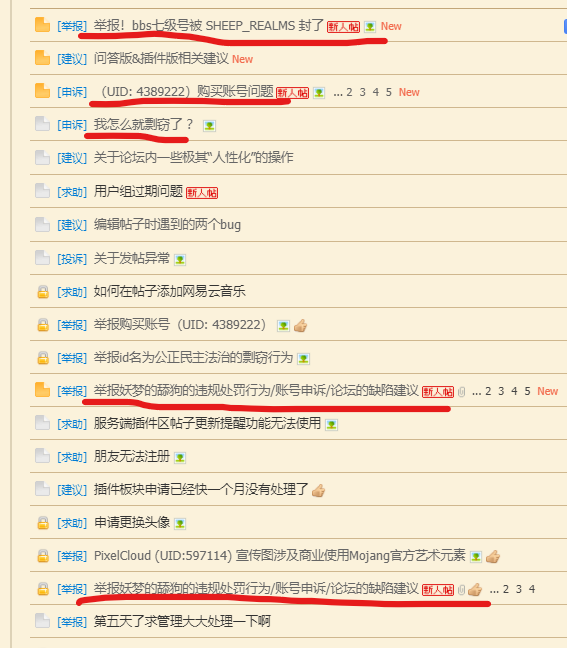 [举报] 举报！bbs七级号被 SHEEP_REALMS 封了 新人帖 New
[建议] 问答版&插件版相关建议 New
[申诉] （UID: 4389222）购买账号问题 新人帖 ... 2 3 4 5 New
[申诉] 我怎么就剽窃了？
[建议] 关于论坛内一些极其“人性化”的操作
[求助] 用户组过期问题 新人帖
[建议] 编辑帖子时遇到的两个bug
[投诉] 关于发帖异常
[求助] 如何在帖子添加网易云音乐
[举报] 举报购买账号（UID: 4389222）
[举报] 举报id名为公正民主法治的剽窃行为
[举报] 举报妖梦的舔狗的违规处罚行为/账号申诉/论坛的缺陷建议 新人帖 ... 2 3 4 5 New
[求助] 服务端插件区帖子更新提醒功能无法使用
[求助] 朋友无法注册
[建议] 插件板块申请已经快一个月没有处理了
[求助] 申请更换头像
[举报] PixelCloud (UID:597114) 宣传图涉及商业使用Mojang官方艺术元素
[举报] 举报妖梦的舔狗的违规处罚行为/账号申诉/论坛的缺陷建议 新人帖 ... 2 3 4
[举报] 第五天了求管理大大处理一下啊